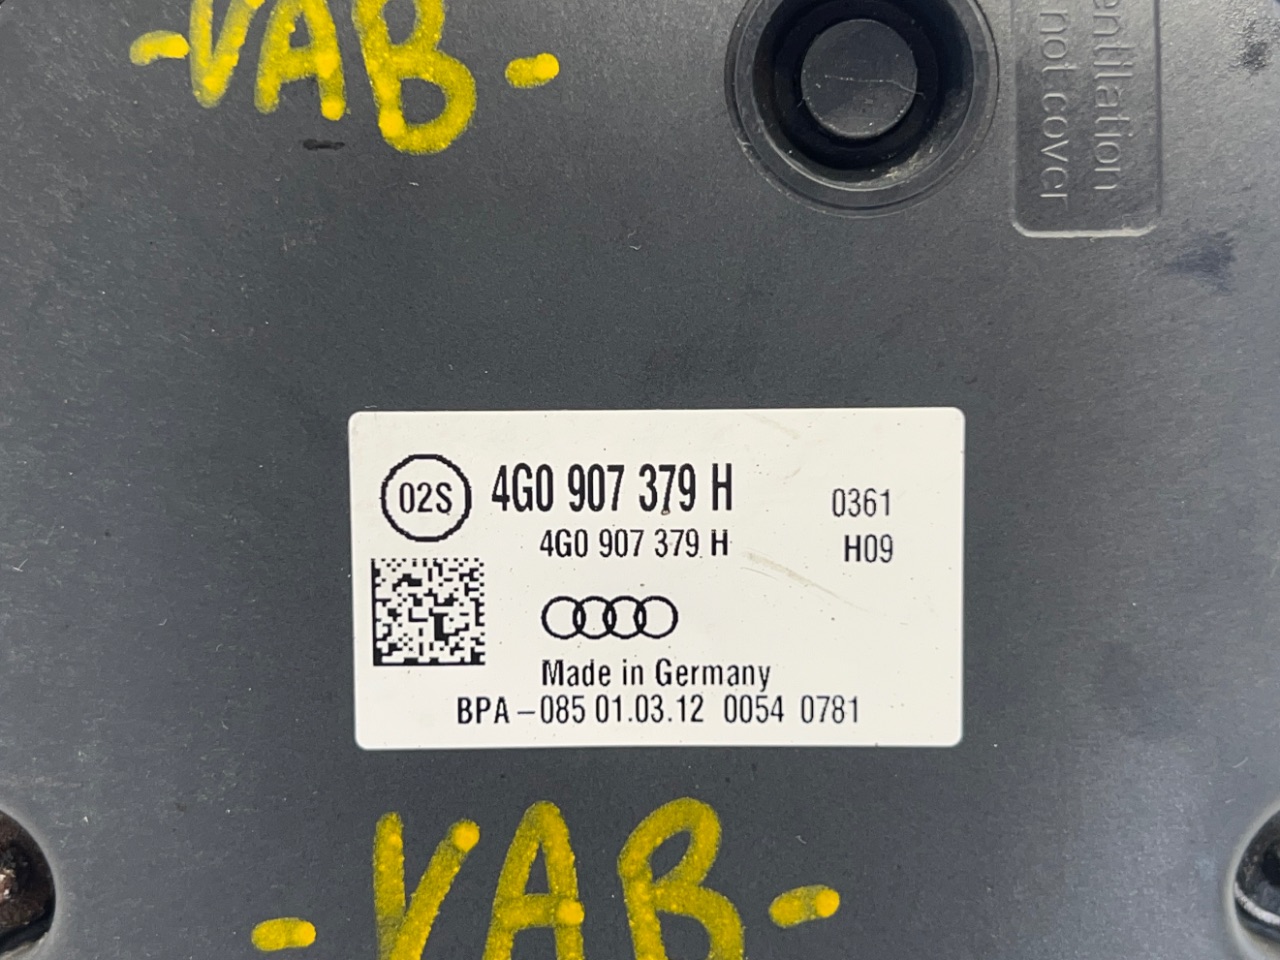 -VAB-
entilation
not cover
02S
4G0 907 379 H
0361
4G0 907 379 H
H09
Made in Germany
BPA-085 01.03.12 0054 0781
-VAB-